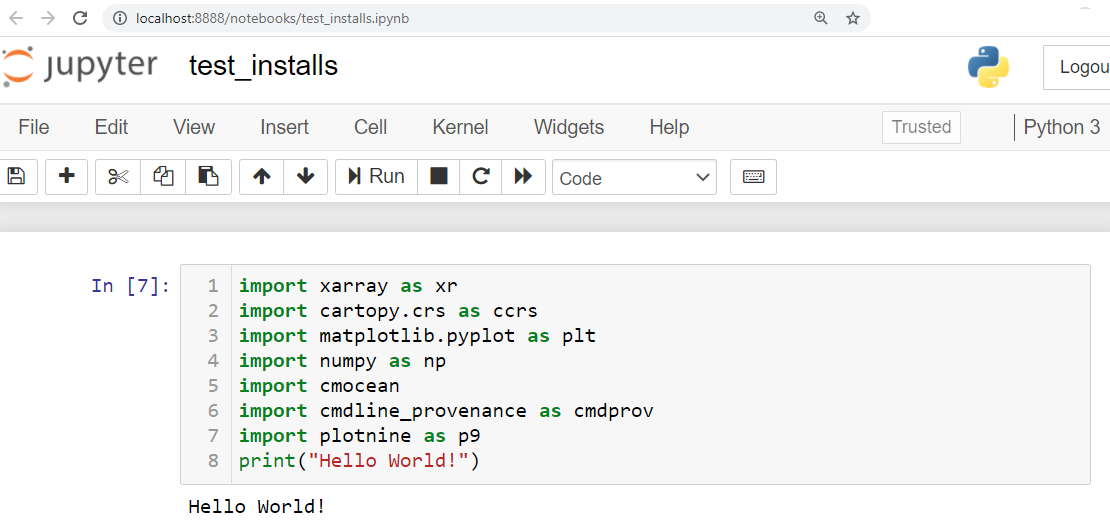 localhost:8888/notebooks/test_installs.ipynb
jupyter test_installs
Logou
File Edit View Insert Cell Kernel Widgets Help Trusted Python 3
Run Code
In [7]:
1 import xarray as xr
2 import cartopy.crs as ccrs
3 import matplotlib.pyplot as plt
4 import numpy as np
5 import cmocean
6 import cmdline_provenance as cmdprov
7 import plotnine as p9
8 print("Hello World!")
Hello World!